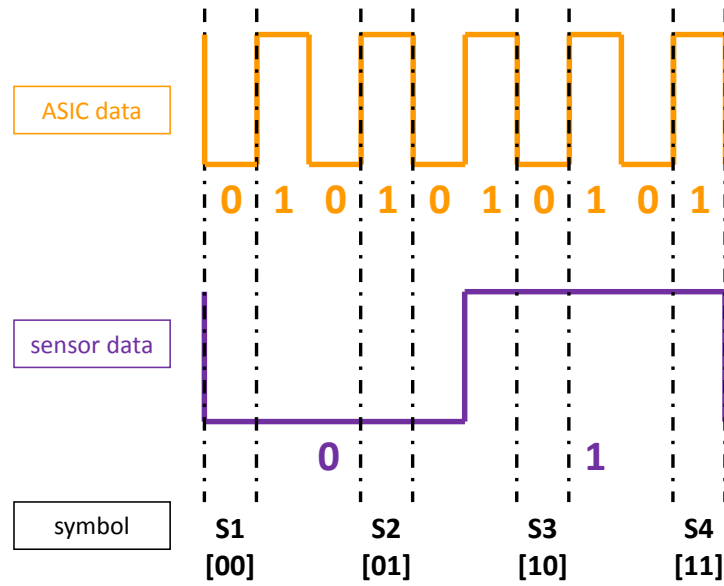 ASIC data
0 1 0 1 0 1 0 1 0 1
sensor data
0 1
symbol
S1 S2 S3 S4
[00] [01] [10] [11]